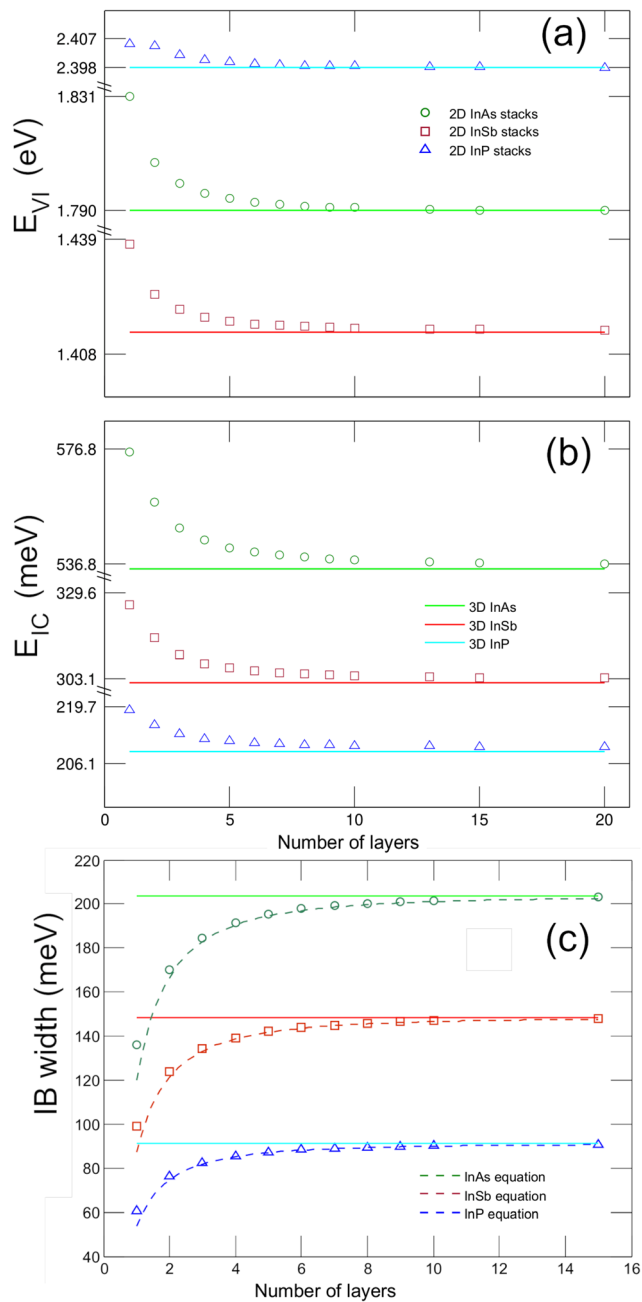 (a)
2.407
2.398
1.831
2D InAs stacks
2D InSb stacks
2D InP stacks
E_VI (eV)
1.790
1.439
1.408
(b)
576.8
536.8
E_IC (meV)
329.6
3D InAs
3D InSb
3D InP
303.1
219.7
206.1
0 5 10 15 20
Number of layers
220
200
(c)
180
160
IB width (meV)
140
120
100
80
InAs equation
InSb equation
60
InP equation
40
0 2 4 6 8 10 12 14 16
Number of layers